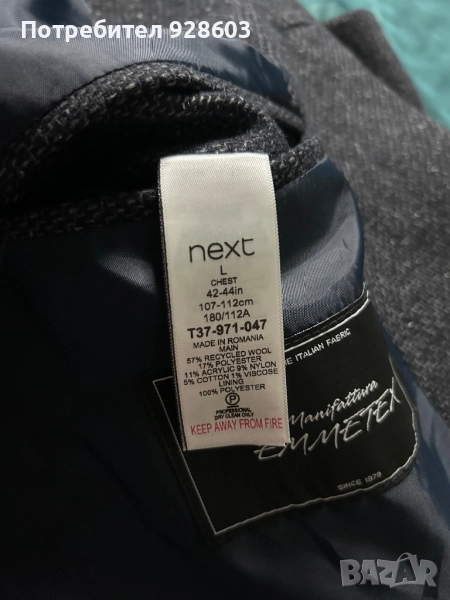 Потребител 928603
next
L
CHEST
42-44in
107-112cm
180/112A
T37-971-047
MADE IN ROMANIA
MAIN
57% RECYCLED WOOL
17% POLYESTER
11% ACRYLIC 9% NYLON
5% COTTON 1% VISCOSE
LINING
100% POLYESTER
P
PROFESSIONAL
DRY CLEAN ONLY
KEEP AWAY FROM FIRE
ITALIAN FABRIC
Manifattura
EMMETEX
SINCE 1979
BAZAR